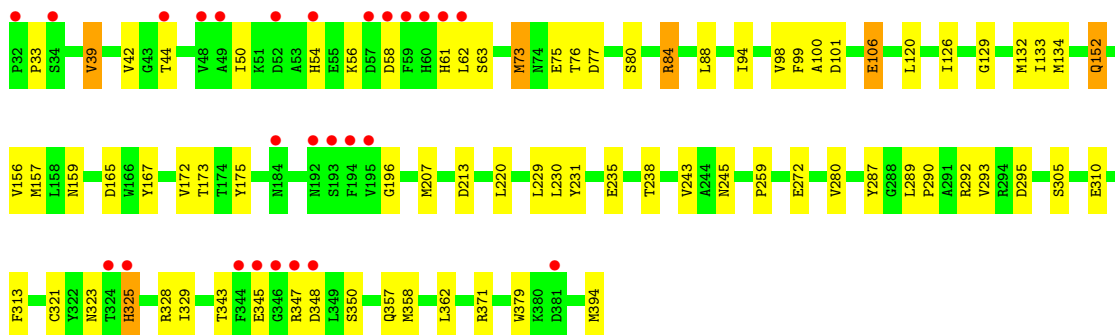 P32 P33 S34 V39 V42 G43 T44 V48 A49 I50 K51 D52 A53 H54 E55 K56 D57 D58 F59 H60 H61 L62 S63 M73 N74 E75 T76 D77 S80 R84 L88 I94 V98 F99 A100 D101 E106 L120 I126 G129 M132 I133 M134 Q152
V156 M157 L158 N159 D165 W166 Y167 V172 T173 T174 Y175 N184 N192 S193 F194 V195 G196 M207 D213 L220 L229 L230 Y231 E235 T238 V243 A244 N245 P259 E272 V280 Y287 G288 L289 P290 A291 R292 V293 R294 D295 S305 E310
F313 C321 Y322 N323 T324 H325 R328 I329 T343 F344 E345 G346 R347 D348 L349 S350 Q357 M358 L362 R371 W379 K380 D381 M394